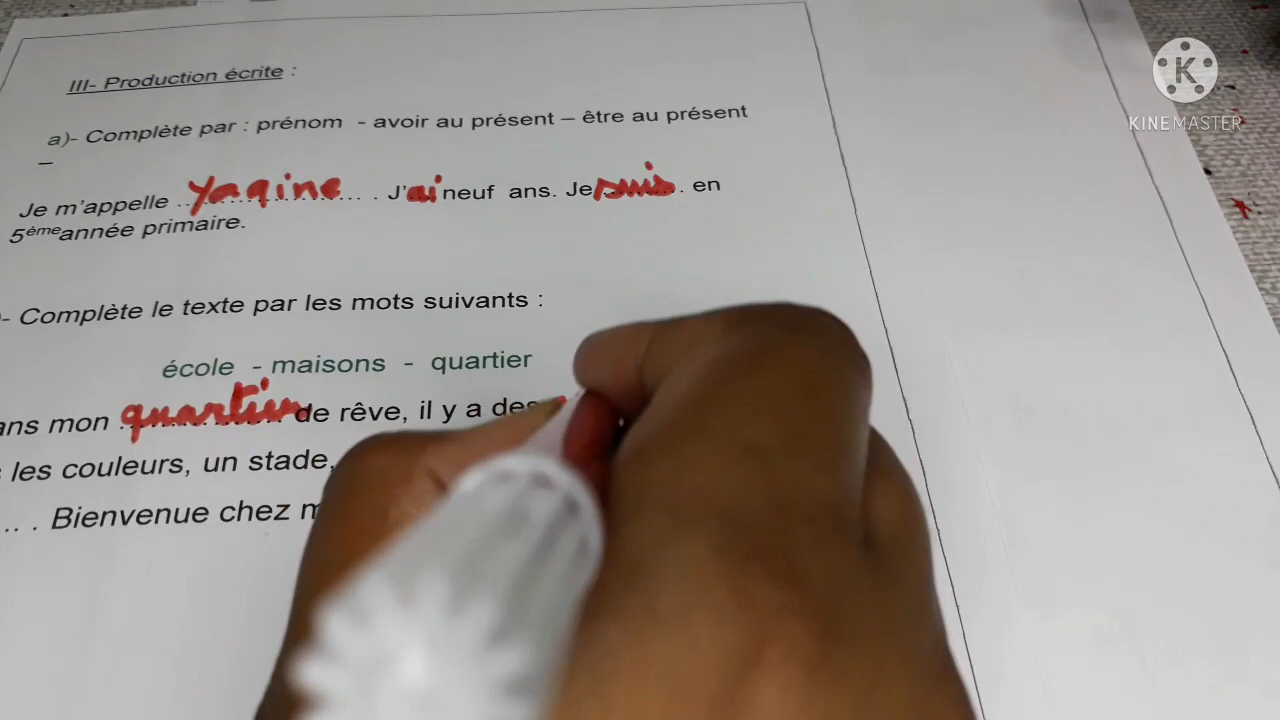 III- Production écrite :
a)- Complète par : prénom - avoir au présent – être au présent
–
Je m'appelle .. yaqine ... . J'ai neuf ans. Je suis . en
5ème année primaire.
- Complète le texte par les mots suivants :
école - maisons - quartier
mon quartier de rêve, il y a des
les couleurs, un stade,
.. . Bienvenue chez
K
KINEMASTER